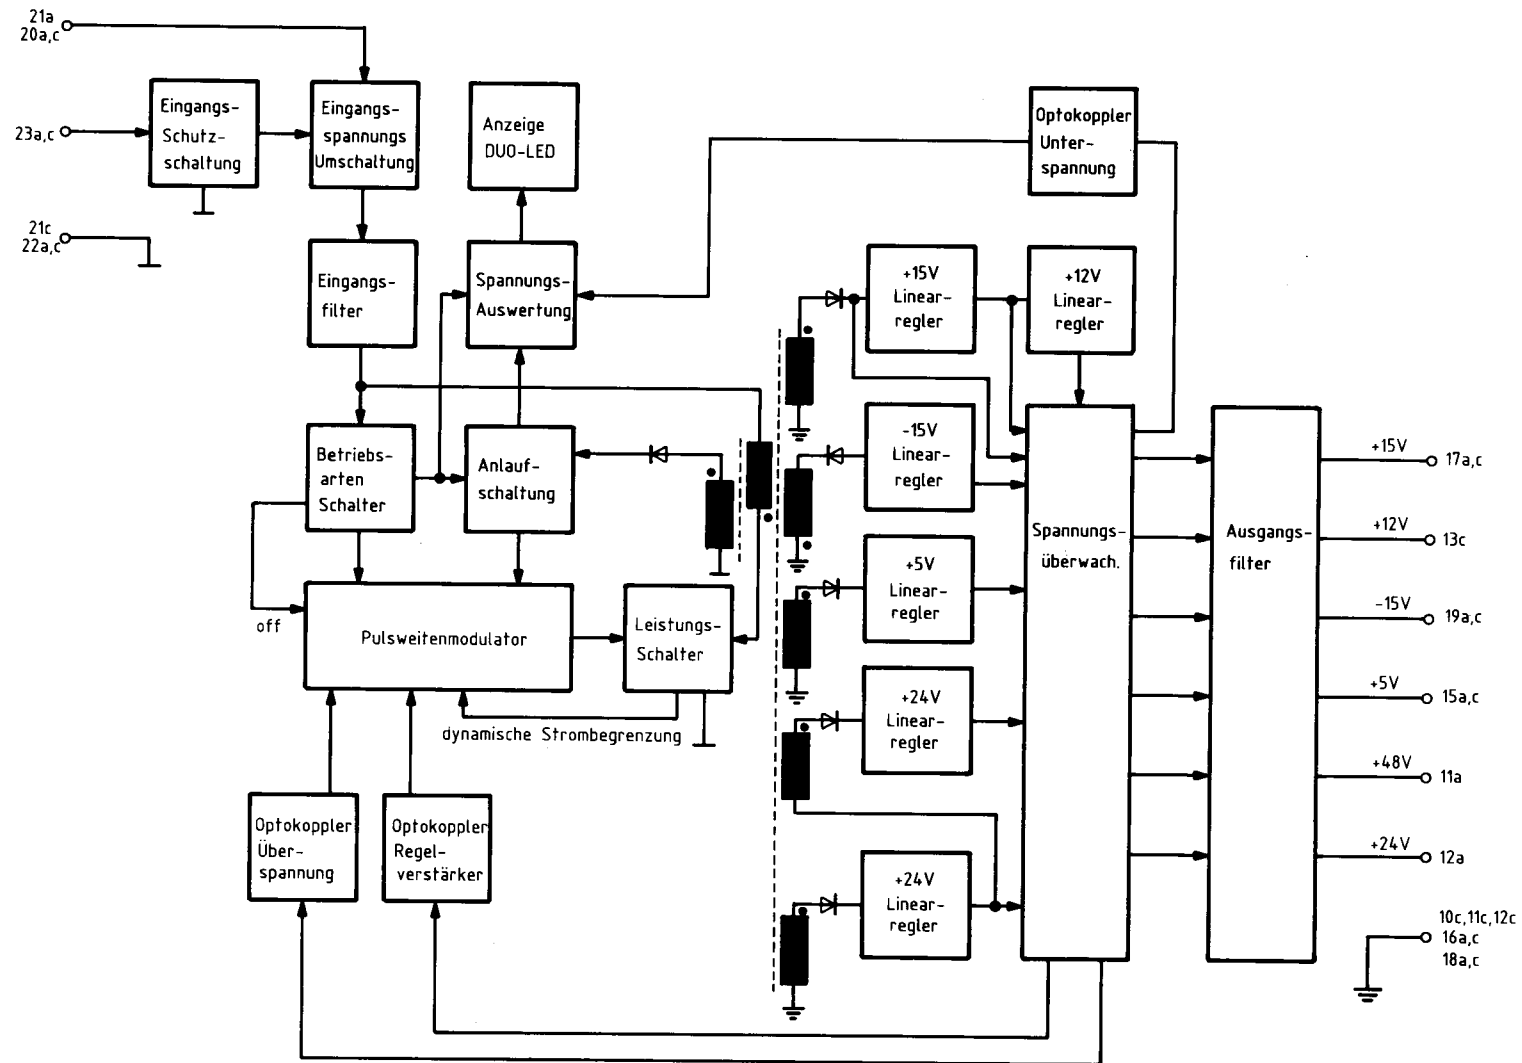 21a
20a,c
23a,c
21c
22a,c
Eingangs-
Schutz-
schaltung
Eingangs-
spannungs
Umschaltung
Anzeige
DUO-LED
Optokoppler
Unter-
spannung
Eingangs-
filter
Spannungs-
Auswertung
+15V
Linear-
regler
+12V
Linear-
regler
Betriebs-
arten
Schalter
Anlauf-
schaltung
-15V
Linear-
regler
off
Pulsweitenmodulator
Leistungs-
Schalter
dynamische Strombegrenzung
+5V
Linear-
regler
+24V
Linear-
regler
+24V
Linear-
regler
Optokoppler
Über-
spannung
Optokoppler
Regel-
verstärker
Spannungs-
überwach.
Ausgangs-
filter
+15V
17a,c
+12V
13c
-15V
19a,c
+5V
15a,c
+48V
11a
+24V
12a
10c,11c,12c
16a,c
18a,c